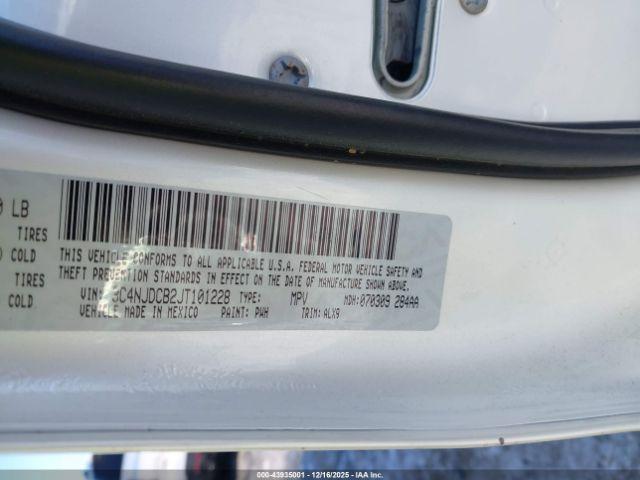 0 LB
TIRES
COLD
TIRES
COLD
THIS VEHICLE CONFORMS TO ALL APPLICABLE U.S.A. FEDERAL MOTOR VEHICLE SAFETY AND
THEFT PREVENTION STANDARDS IN EFFECT ON THE DATE OF MANUFACTURE SHOWN ABOVE.
VIN: 3C4NJDCB2JT101228 TYPE: MPV MDH: 070309 284AA
VEHICLE MADE IN MEXICO PAINT: PWH TRIM: ALX9
000-43935001 - 12/16/2025 - IAA Inc.